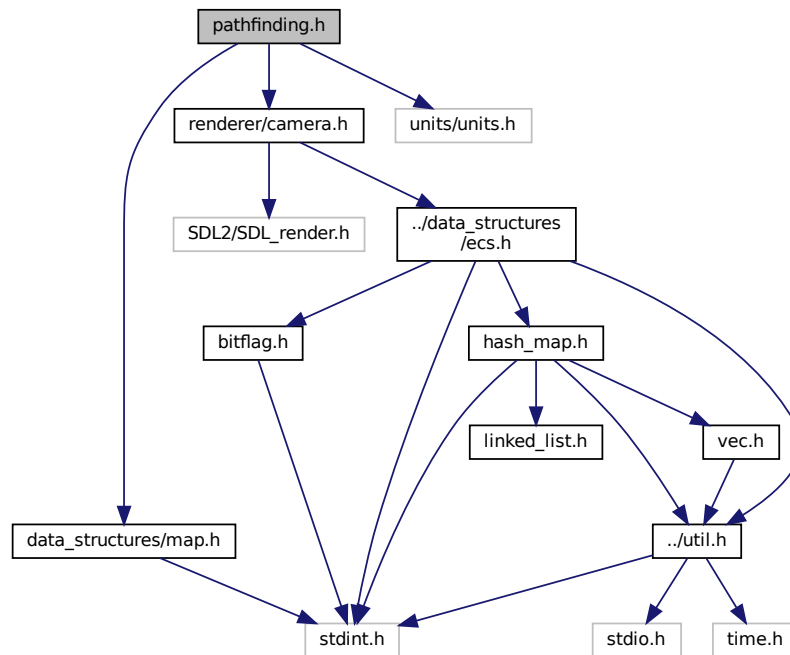 pathfinding.h
renderer/camera.h
units/units.h
SDL2/SDL_render.h
../data_structures
/ecs.h
bitflag.h
hash_map.h
linked_list.h
vec.h
data_structures/map.h
../util.h
stdint.h
stdio.h
time.h